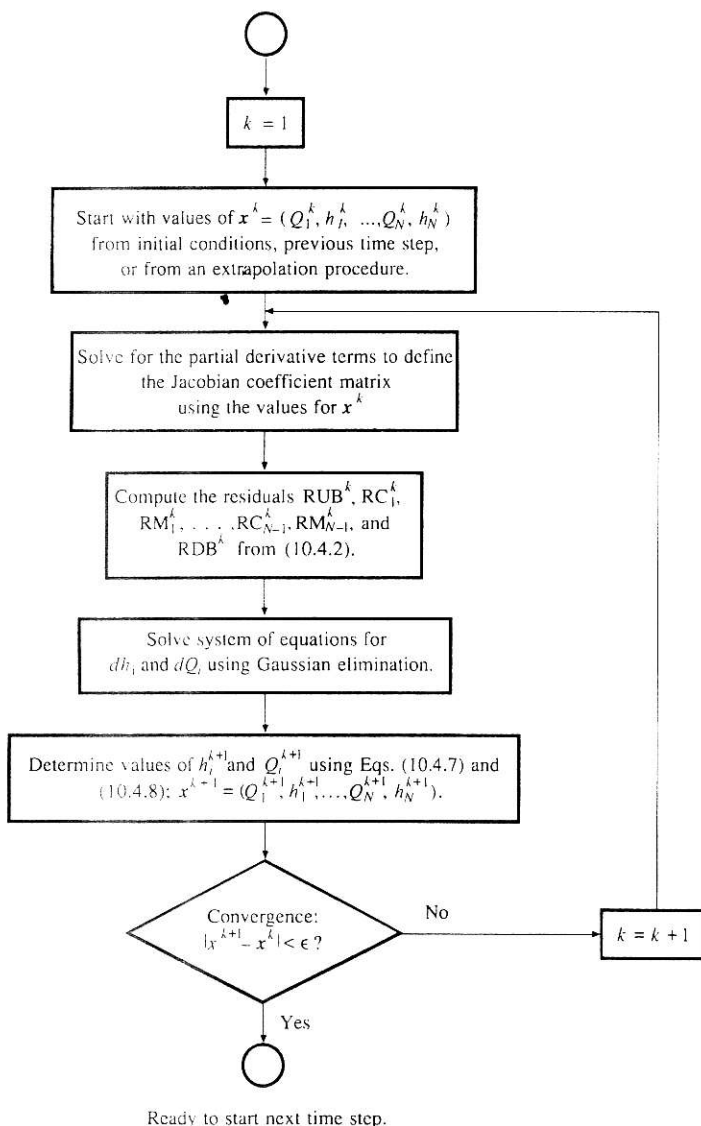 k = 1
Start with values of x^k = (Q_1^k, h_1^k, ...,Q_N^k, h_N^k)
from initial conditions, previous time step,
or from an extrapolation procedure.
Solve for the partial derivative terms to define
the Jacobian coefficient matrix
using the values for x^k
Compute the residuals RUB^k, RC_1^k,
RM_1^k, . . . ,RC_{N-1}^k, RM_{N-1}^k, and
RDB^k from (10.4.2).
Solve system of equations for
dh_i and dQ_i using Gaussian elimination.
Determine values of h_i^{k+1} and Q_i^{k+1} using Eqs. (10.4.7) and
(10.4.8); x^{k+1} = (Q_1^{k+1}, h_1^{k+1},...,Q_N^{k+1}, h_N^{k+1}).
Convergence:
|x^{k+1} – x^k| < ϵ ?
No
k = k + 1
Yes
Ready to start next time step.